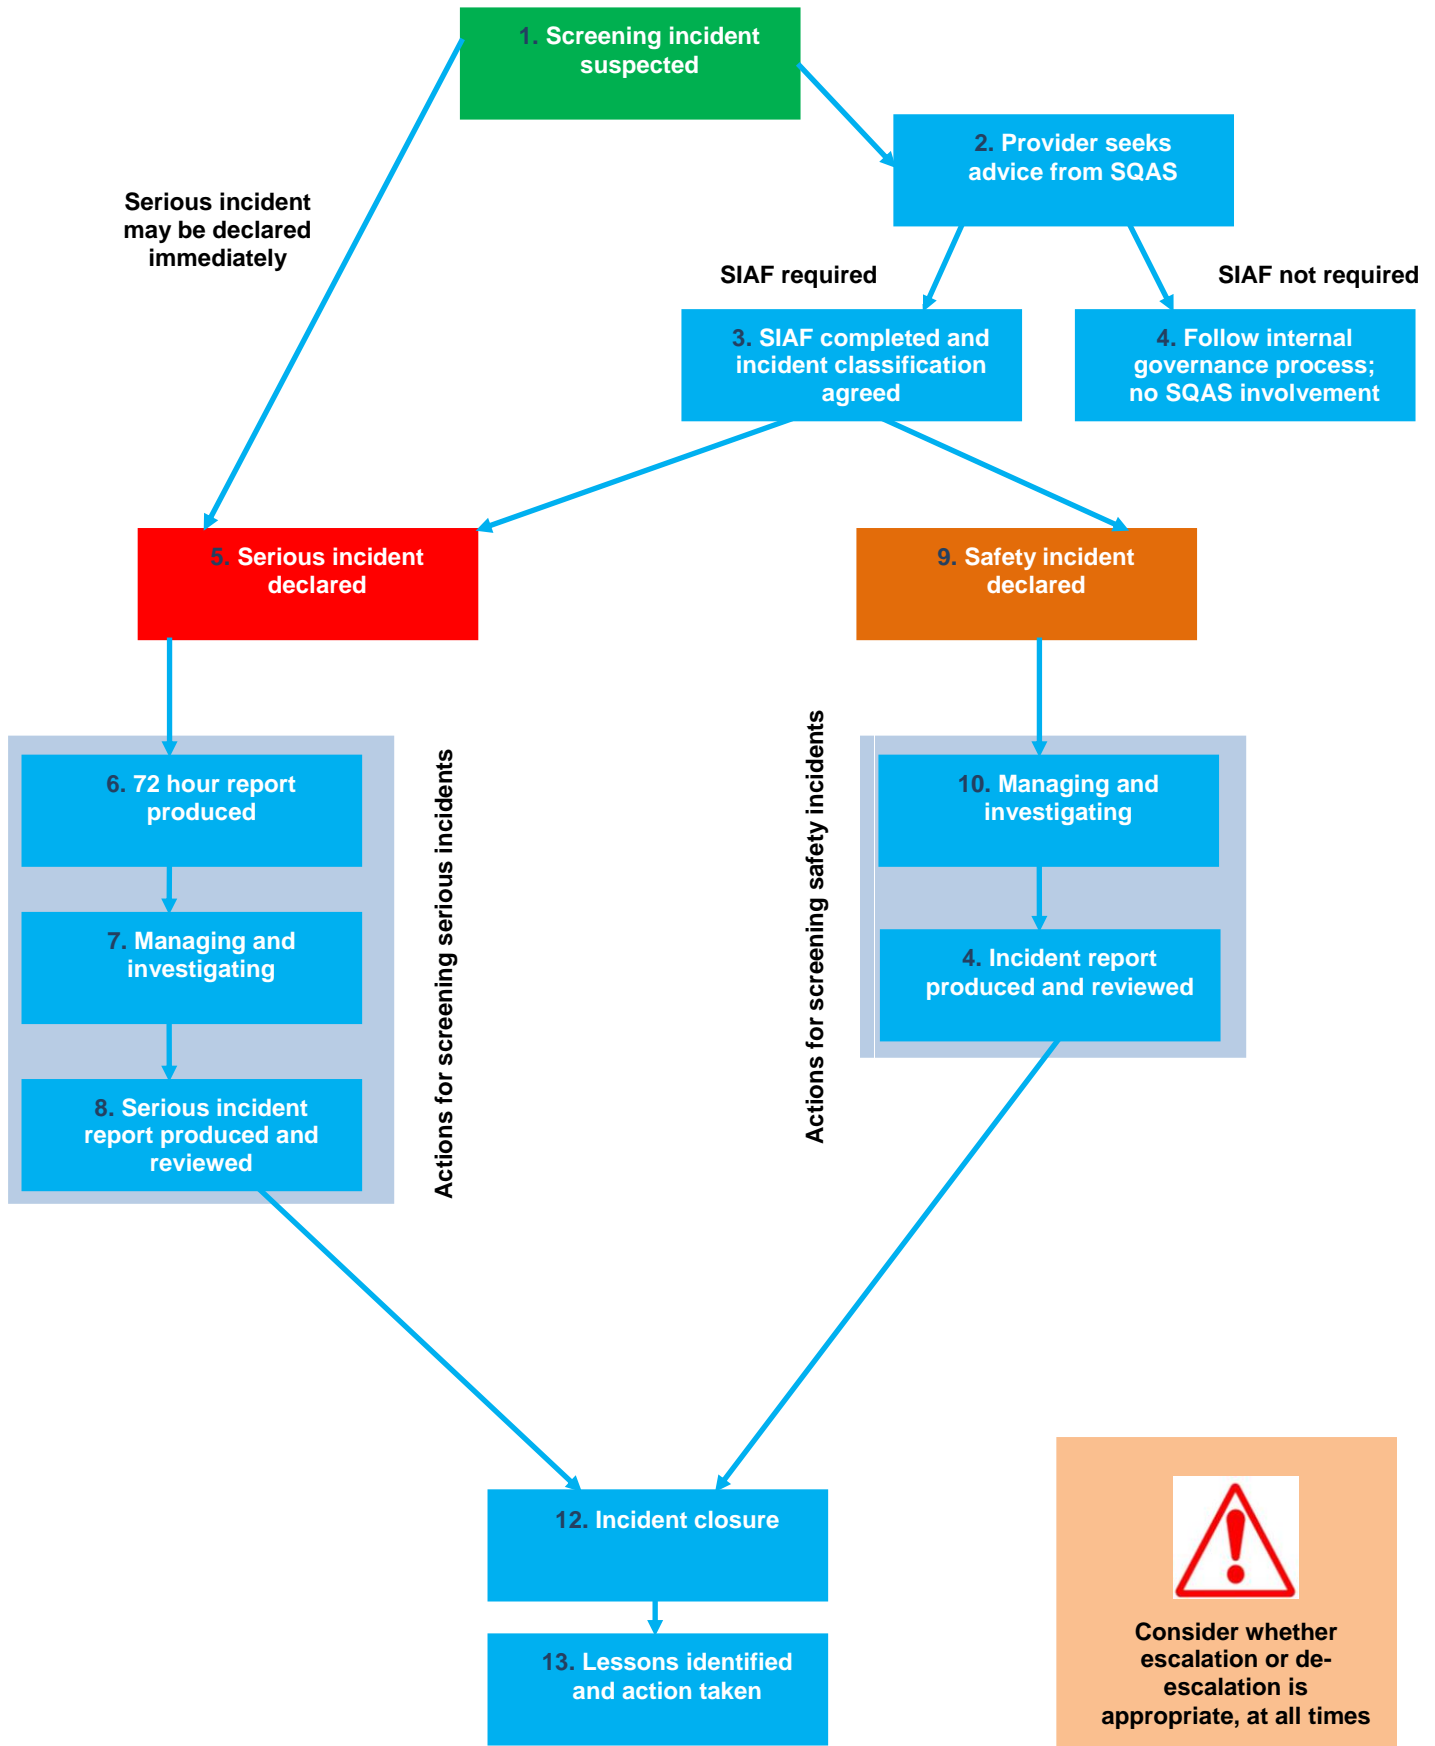 1. Screening incident
suspected
2. Provider seeks
advice from SQAS
Serious incident
may be declared
immediately
SIAF required
SIAF not required
3. SIAF completed and
incident classification
agreed
4. Follow internal
governance process;
no SQAS involvement
5. Serious incident
declared
9. Safety incident
declared
6. 72 hour report
produced
7. Managing and
investigating
8. Serious incident
report produced and
reviewed
Actions for screening serious incidents
Actions for screening safety incidents
10. Managing and
investigating
4. Incident report
produced and reviewed
12. Incident closure
13. Lessons identified
and action taken
Consider whether
escalation or de-
escalation is
appropriate, at all times